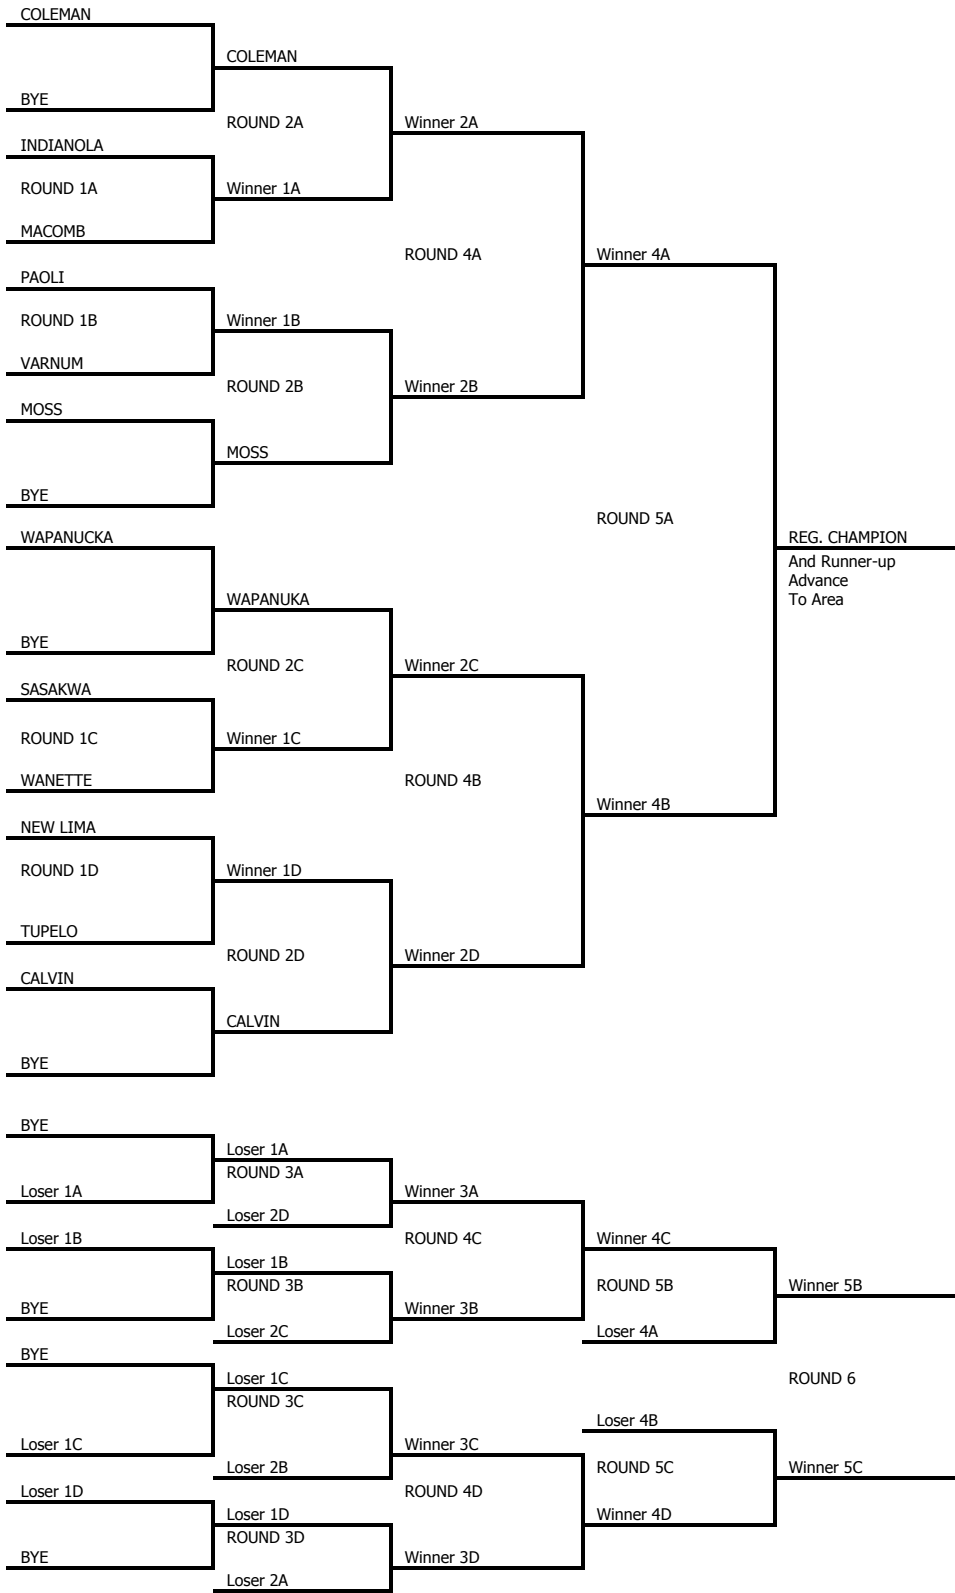 COLEMAN
COLEMAN
BYE
ROUND 2A
Winner 2A
INDIANOLA
ROUND 1A
Winner 1A
MACOMB
ROUND 4A
Winner 4A
PAOLI
ROUND 1B
Winner 1B
VARNUM
ROUND 2B
Winner 2B
MOSS
MOSS
BYE
ROUND 5A
WAPANUCKA
REG. CHAMPION
And Runner-up
Advance
To Area
WAPANUKA
BYE
ROUND 2C
Winner 2C
SASAKWA
ROUND 1C
Winner 1C
WANETTE
ROUND 4B
Winner 4B
NEW LIMA
ROUND 1D
Winner 1D
TUPELO
ROUND 2D
Winner 2D
CALVIN
CALVIN
BYE
BYE
Loser 1A
ROUND 3A
Loser 1A
Winner 3A
Loser 2D
Loser 1B
ROUND 4C
Winner 4C
Loser 1B
ROUND 3B
ROUND 5B
Winner 5B
BYE
Winner 3B
Loser 2C
Loser 4A
BYE
Loser 1C
ROUND 6
ROUND 3C
Loser 4B
Loser 1C
Winner 3C
Loser 2B
ROUND 5C
Winner 5C
Loser 1D
ROUND 4D
Loser 1D
Winner 4D
ROUND 3D
BYE
Winner 3D
Loser 2A